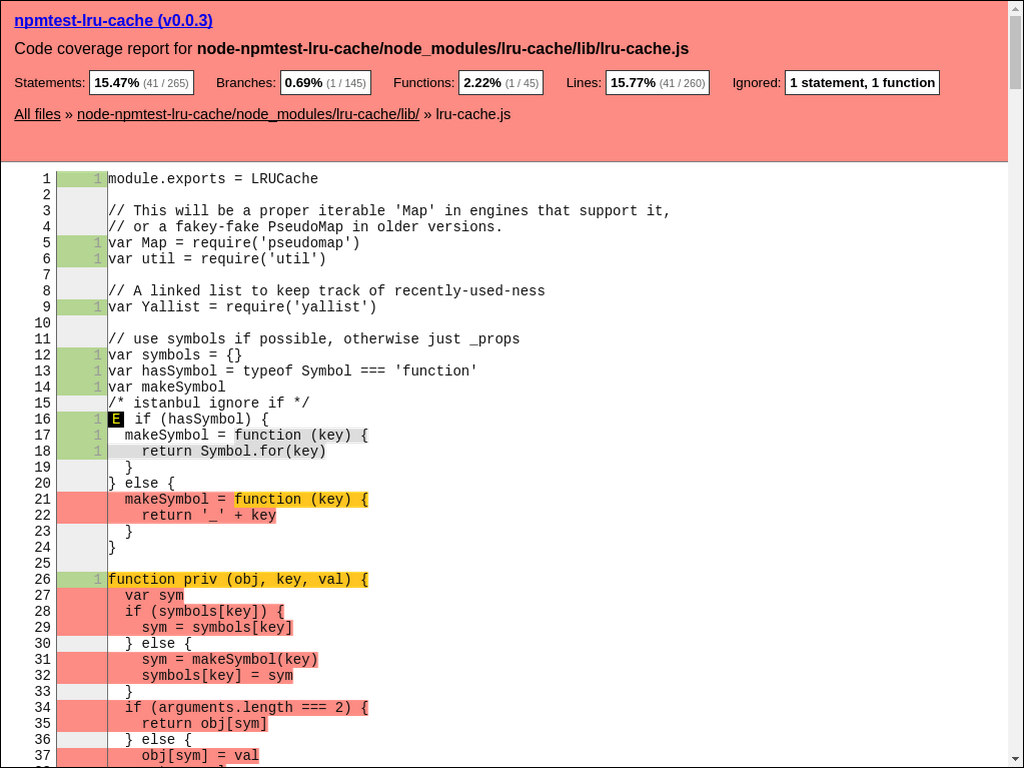 npmtest-lru-cache (v0.0.3)
Code coverage report for node-npmtest-lru-cache/node_modules/lru-cache/lib/lru-cache.js
Statements: 15.47% (41 / 265) Branches: 0.69% (1 / 145) Functions: 2.22% (1 / 45) Lines: 15.77% (41 / 260) Ignored: 1 statement, 1 function
All files » node-npmtest-lru-cache/node_modules/lru-cache/lib/ » lru-cache.js
1 1 module.exports = LRUCache
2
3 // This will be a proper iterable 'Map' in engines that support it,
4 // or a fakey-fake PseudoMap in older versions.
5 1 var Map = require('pseudomap')
6 1 var util = require('util')
7
8 // A linked list to keep track of recently-used-ness
9 1 var Yallist = require('yallist')
10
11 // use symbols if possible, otherwise just _props
12 1 var symbols = {}
13 1 var hasSymbol = typeof Symbol === 'function'
14 1 var makeSymbol
15 /* istanbul ignore if */
16 1 E if (hasSymbol) {
17 1 makeSymbol = function (key) {
18 1 return Symbol.for(key)
19 }
20 } else {
21 makeSymbol = function (key) {
22 return '_' + key
23 }
24 }
25
26 1 function priv (obj, key, val) {
27 var sym
28 if (symbols[key]) {
29 sym = symbols[key]
30 } else {
31 sym = makeSymbol(key)
32 symbols[key] = sym
33 }
34 if (arguments.length === 2) {
35 return obj[sym]
36 } else {
37 obj[sym] = val